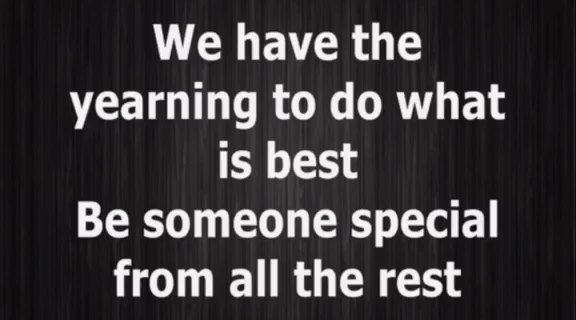 We have the
yearning to do what
is best
Be someone special
from all the rest